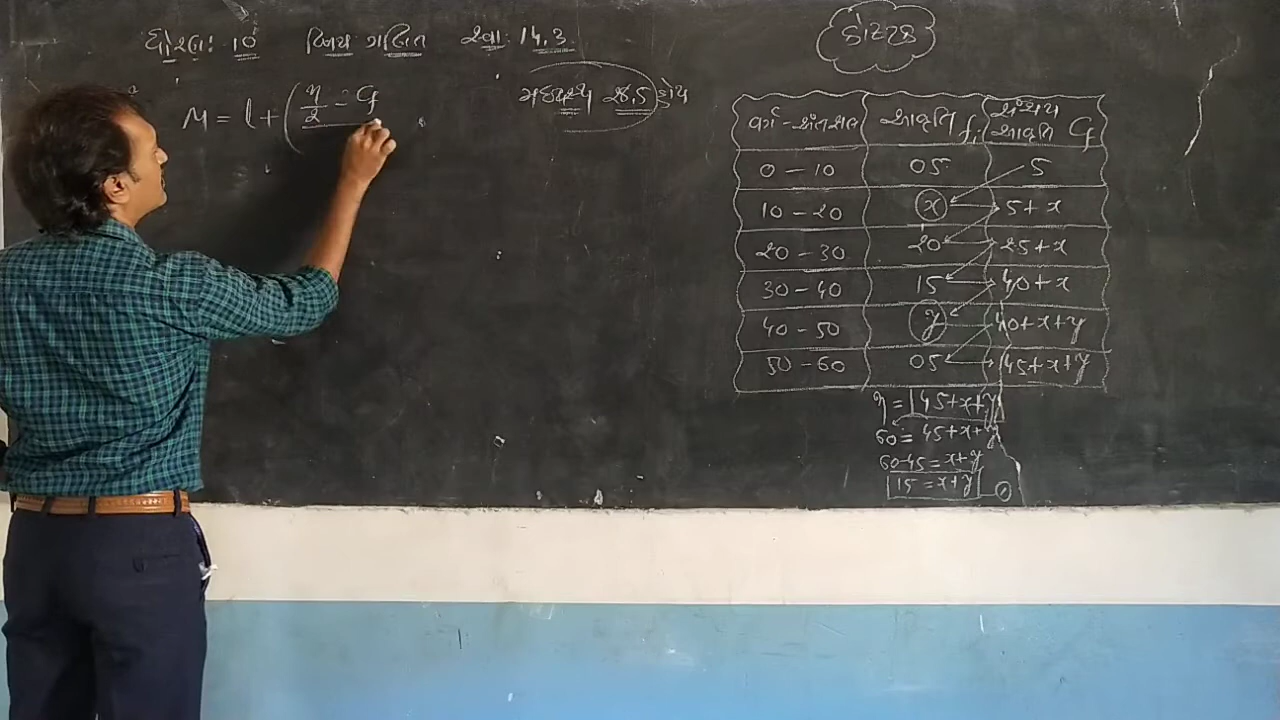 ધોરણ: 10 વિષય ગણિત સ્વા: 14.3
M = l + ( n/2 - Cf
મધ્યસ્થ 28.5 હોય
કોષ્ટક
વર્ગ-અંતરાલ આવૃત્તિ fi સંચયી આવૃત્તિ Cf
0 - 10 05 5
10 - 20 x 5 + x
20 - 30 20 25 + x
30 - 40 15 40 + x
40 - 50 y 40 + x + y
50 - 60 05 45 + x + y
n = 45 + x + y
60 = 45 + x + y
60 - 45 = x + y
15 = x + y